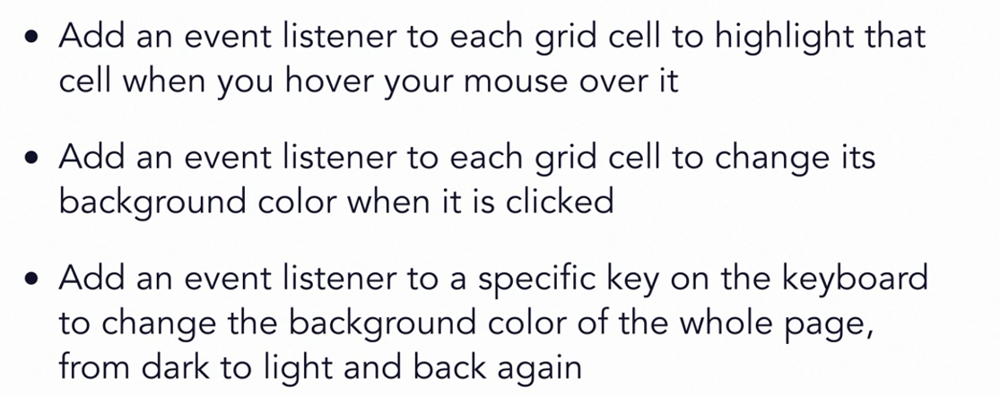 • Add an event listener to each grid cell to highlight that
cell when you hover your mouse over it
• Add an event listener to each grid cell to change its
background color when it is clicked
• Add an event listener to a specific key on the keyboard
to change the background color of the whole page,
from dark to light and back again